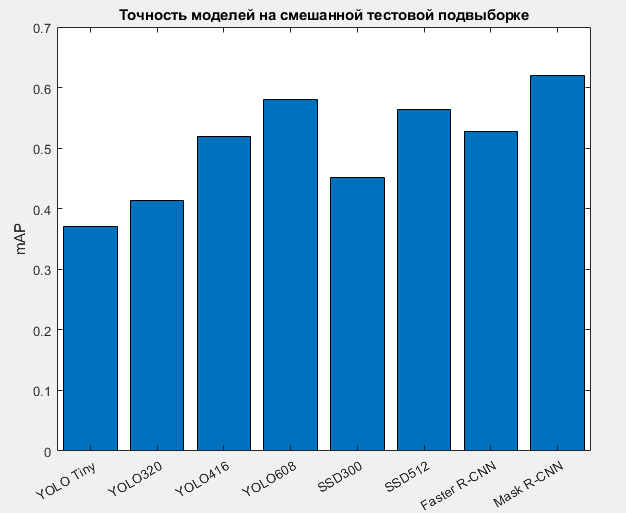 Точность моделей на смешанной тестовой подвыборке
0.7
0.6
0.5
0.4
0.3
0.2
0.1
0
mAP
YOLO Tiny
YOLO320
YOLO416
YOLO608
SSD300
SSD512
Faster R-CNN
Mask R-CNN